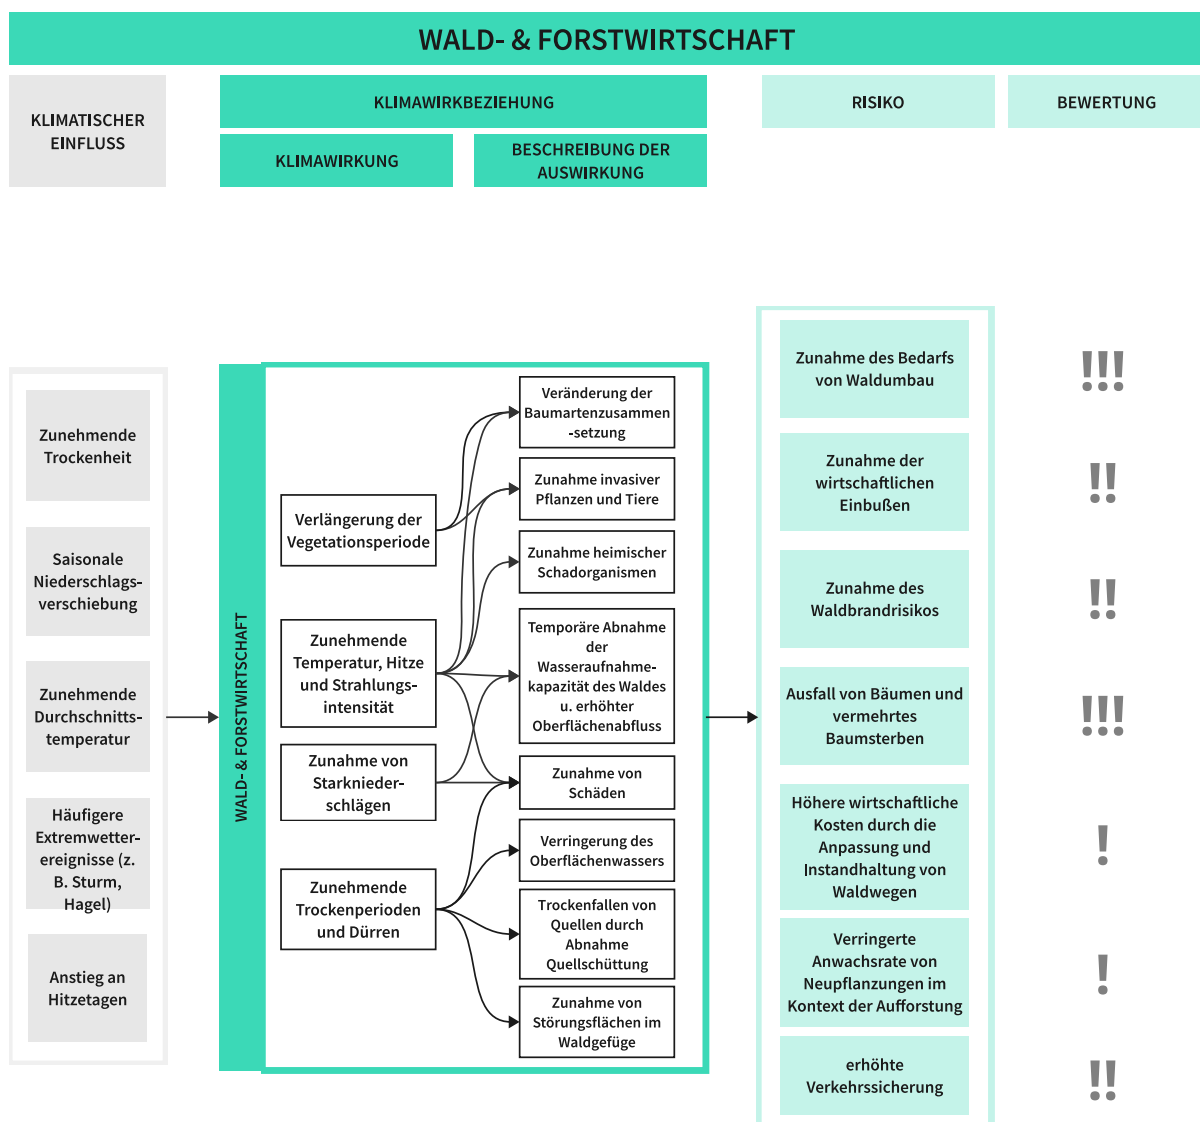 WALD- & FORSTWIRTSCHAFT
KLIMATISCHER
EINFLUSS
KLIMAWIRKBEZIEHUNG
KLIMAWIRKUNG
BESCHREIBUNG DER
AUSWIRKUNG
RISIKO
BEWERTUNG
Zunehmende
Trockenheit
Saisonale
Niederschlags-
verschiebung
Zunehmende
Durchschnitts-
temperatur
Häufigere
Extremwetter-
ereignisse (z.
B. Sturm,
Hagel)
Anstieg an
Hitzetagen
WALD- & FORSTWIRTSCHAFT
Verlängerung der
Vegetationsperiode
Zunehmende
Temperatur, Hitze
und Strahlungs-
intensität
Zunahme von
Starknieder-
schlägen
Zunehmende
Trockenperioden
und Dürren
Veränderung der
Baumartenzusammen
-setzung
Zunahme invasiver
Pflanzen und Tiere
Zunahme heimischer
Schadorganismen
Temporäre Abnahme
der
Wasseraufnahme-
kapazität des Waldes
u. erhöhter
Oberflächenabfluss
Zunahme von
Schäden
Verringerung des
Oberflächenwassers
Trockenfallen von
Quellen durch
Abnahme
Quellschüttung
Zunahme von
Störungsflächen im
Waldgefüge
Zunahme des Bedarfs
von Waldumbau
!!!
Zunahme der
wirtschaftlichen
Einbußen
!!
Zunahme des
Waldbrandrisikos
!!
Ausfall von Bäumen und
vermehrtes
Baumsterben
!!!
Höhere wirtschaftliche
Kosten durch die
Anpassung und
Instandhaltung von
Waldwegen
!
Verringerte
Anwachsrate von
Neupflanzungen im
Kontext der Aufforstung
!
erhöhte
Verkehrssicherung
!!